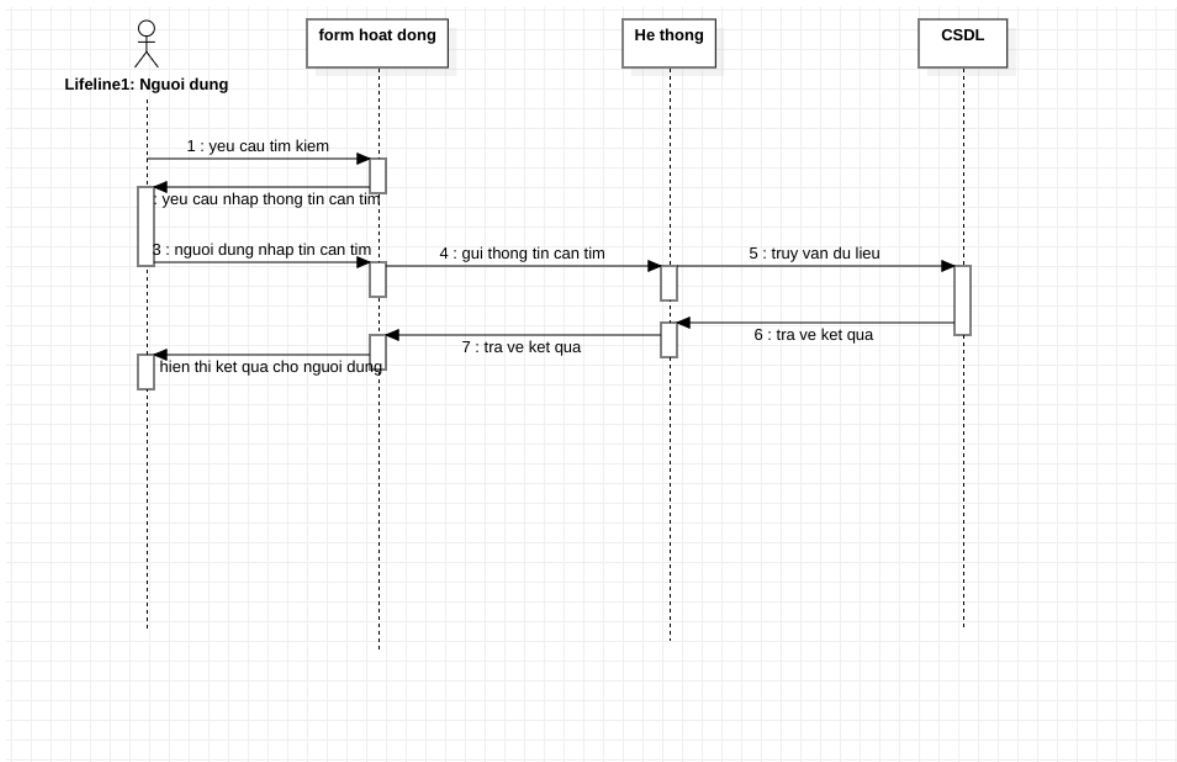 form hoat dong
He thong
CSDL
Lifeline1: Nguoi dung
1 : yeu cau tim kiem
: yeu cau nhap thong tin can tim
3 : nguoi dung nhap tin can tim
4 : gui thong tin can tim
5 : truy van du lieu
6 : tra ve ket qua
7 : tra ve ket qua
hien thi ket qua cho nguoi dung